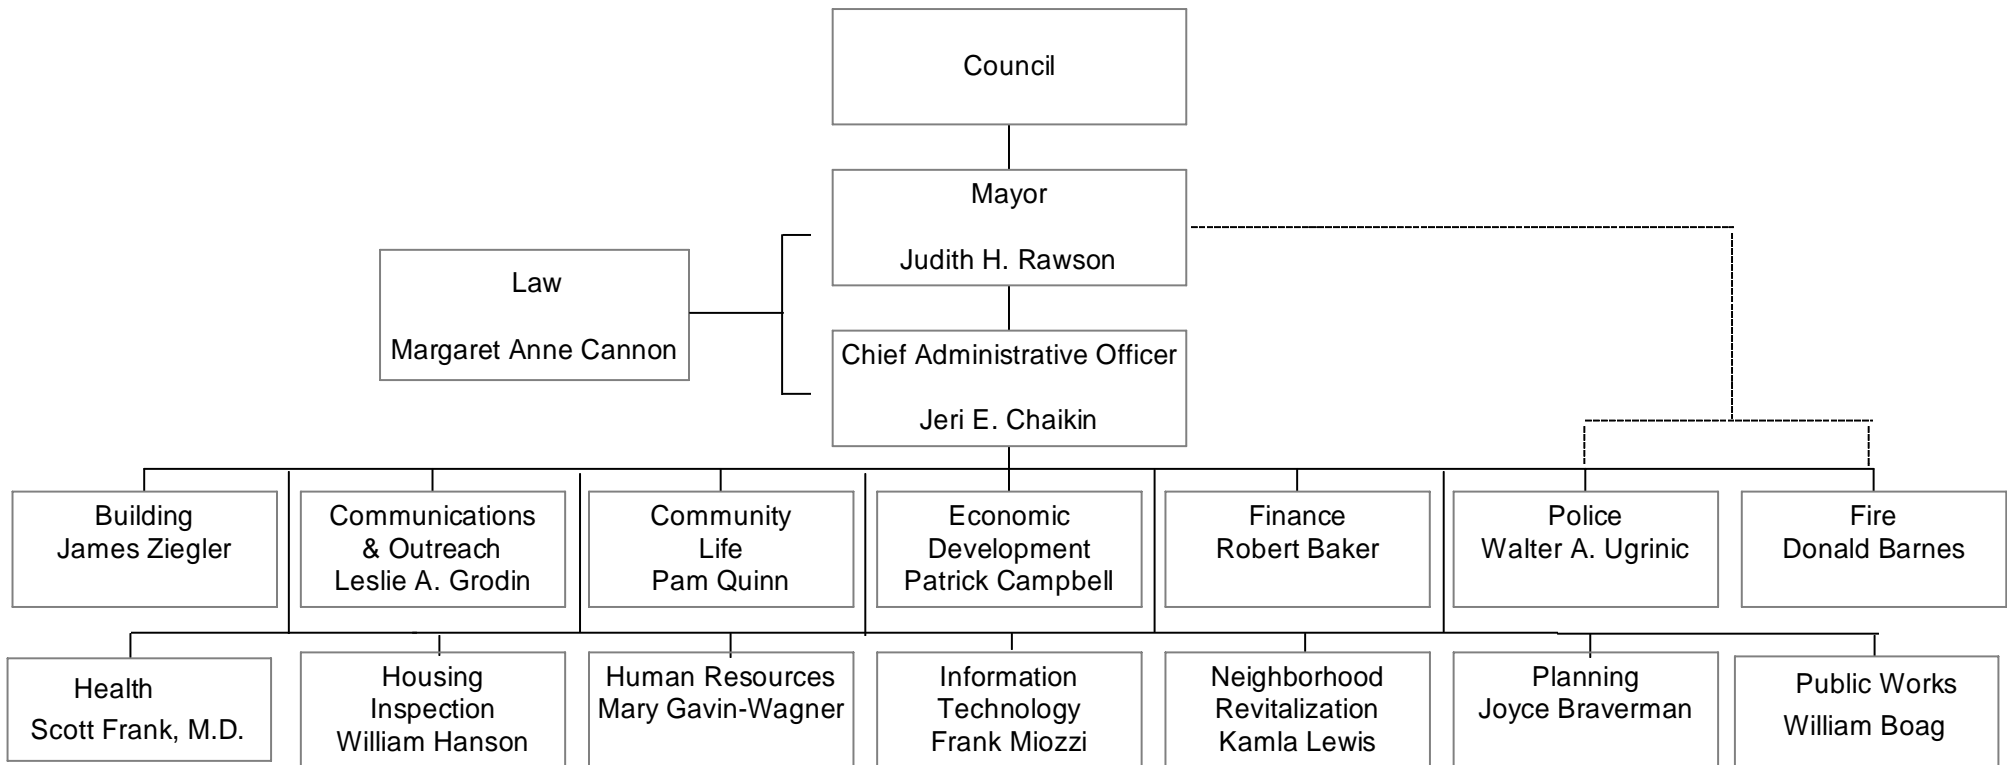 Council
Mayor
Judith H. Rawson
Law
Margaret Anne Cannon
Chief Administrative Officer
Jeri E. Chaikin
Building
James Ziegler
Communications
& Outreach
Leslie A. Grodin
Community
Life
Pam Quinn
Economic
Development
Patrick Campbell
Finance
Robert Baker
Police
Walter A. Ugrinic
Fire
Donald Barnes
Health
Scott Frank, M.D.
Housing
Inspection
William Hanson
Human Resources
Mary Gavin-Wagner
Information
Technology
Frank Miozzi
Neighborhood
Revitalization
Kamla Lewis
Planning
Joyce Braverman
Public Works
William Boag